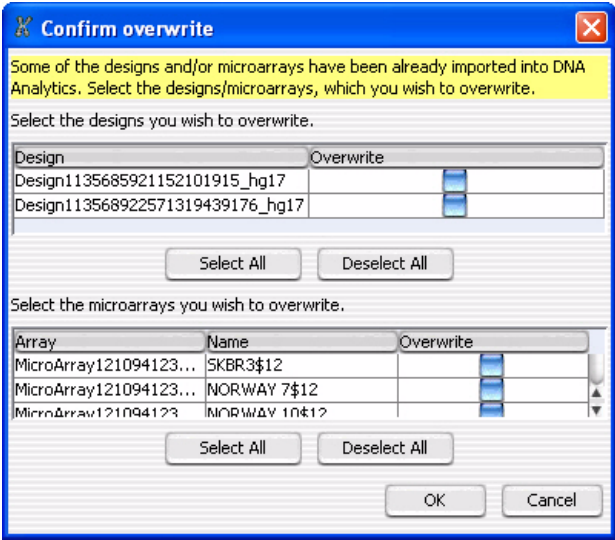 Confirm overwrite
Some of the designs and/or microarrays have been already imported into DNA
Analytics. Select the designs/microarrays, which you wish to overwrite.
Select the designs you wish to overwrite.
Design Overwrite
Design1135685921152101915_hg17
Design113568922571319439176_hg17
Select All Deselect All
Select the microarrays you wish to overwrite.
Array Name Overwrite
MicroArray121094123... SKBR3$12
MicroArray121094123... NORWAY 7$12
MicroArray121094123... NORWAY 10$12
Select All Deselect All
OK Cancel